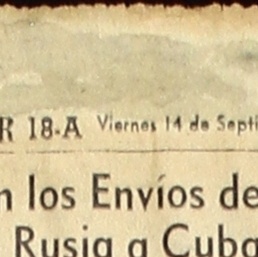 R 18-A Viernes 14 de Septi
n los Envíos de
Rusia a Cuba